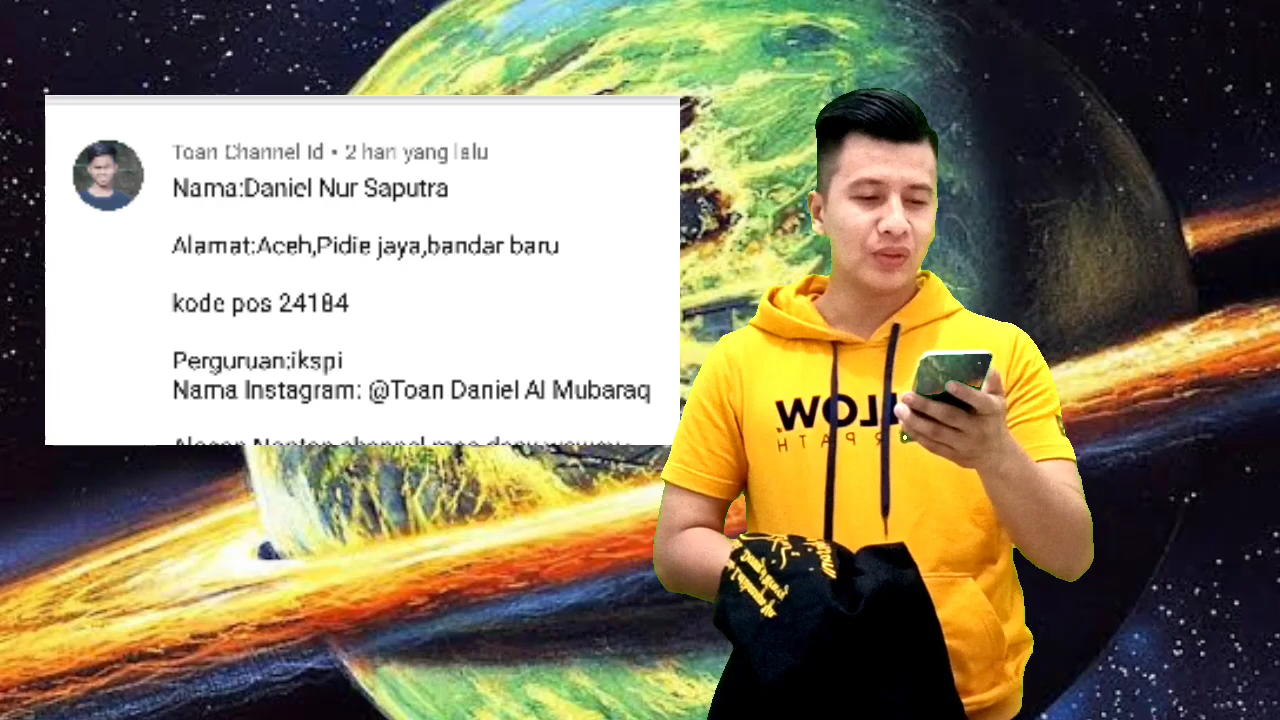 Toan Channel Id • 2 hari yang lalu
Nama:Daniel Nur Saputra
Alamat:Aceh,Pidie jaya,bandar baru
kode pos 24184
Perguruan:ikspi
Nama Instagram: @Toan Daniel Al Mubaraq